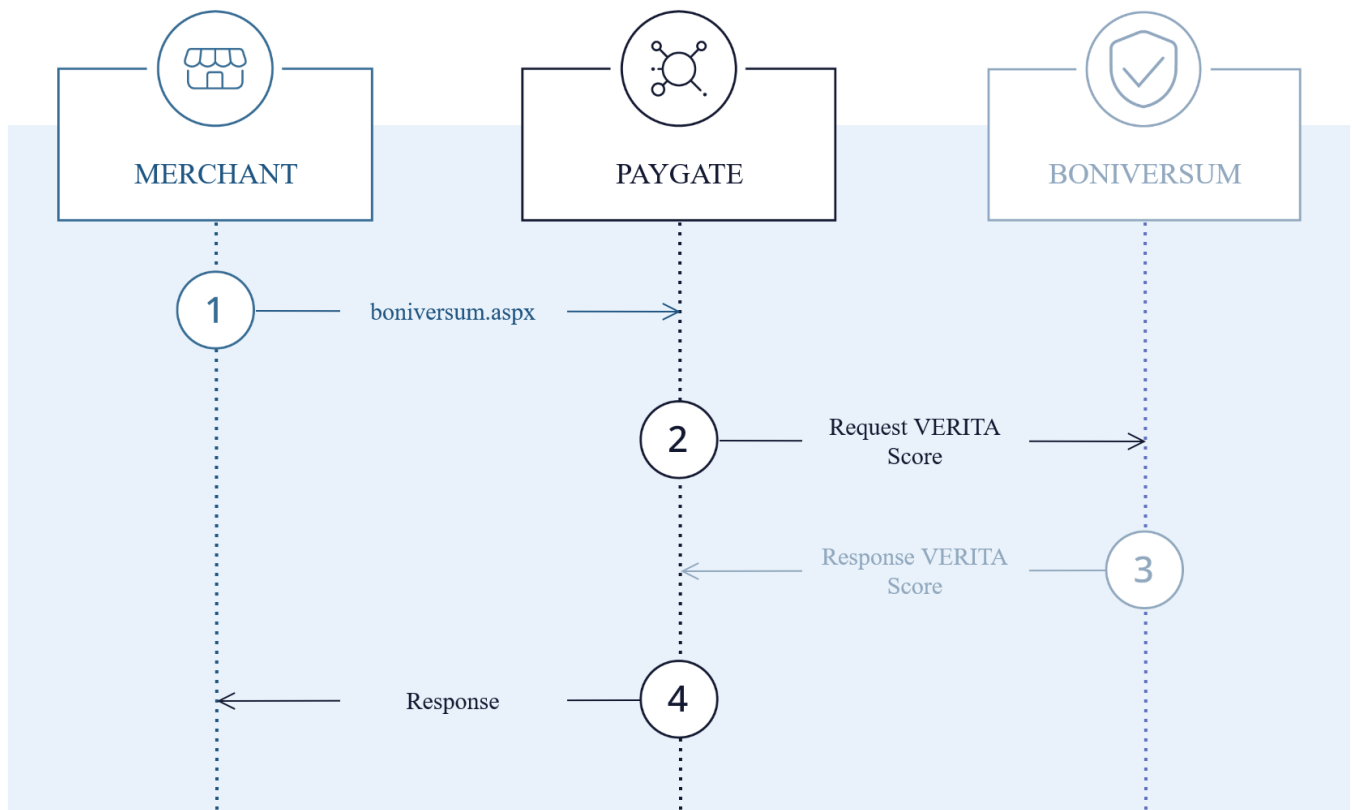 MERCHANT
PAYGATE
BONIVERSUM
1
boniversum.aspx
2
Request VERITA
Score
Response VERITA
Score
3
Response
4